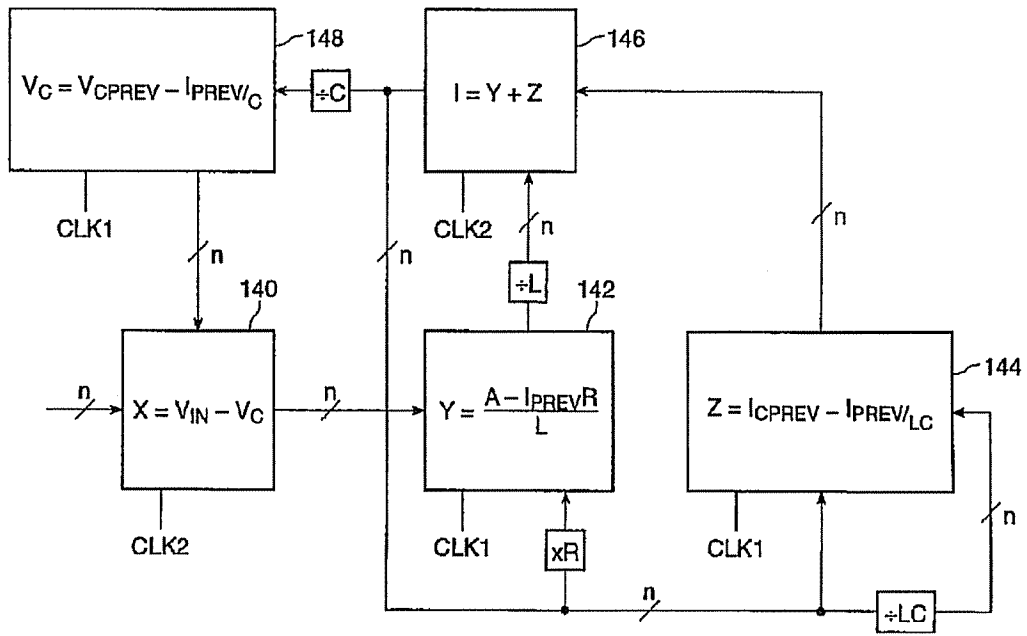 148
146
V_C = V_CPREV – I_PREV/C
÷C
I = Y + Z
CLK1
CLK2
n
n
n
n
÷L
140
142
144
n
X = V_IN – V_C
n
Y = (A – I_PREV R) / L
Z = I_CPREV – I_PREV/LC
n
CLK2
CLK1
xR
CLK1
n
÷LC